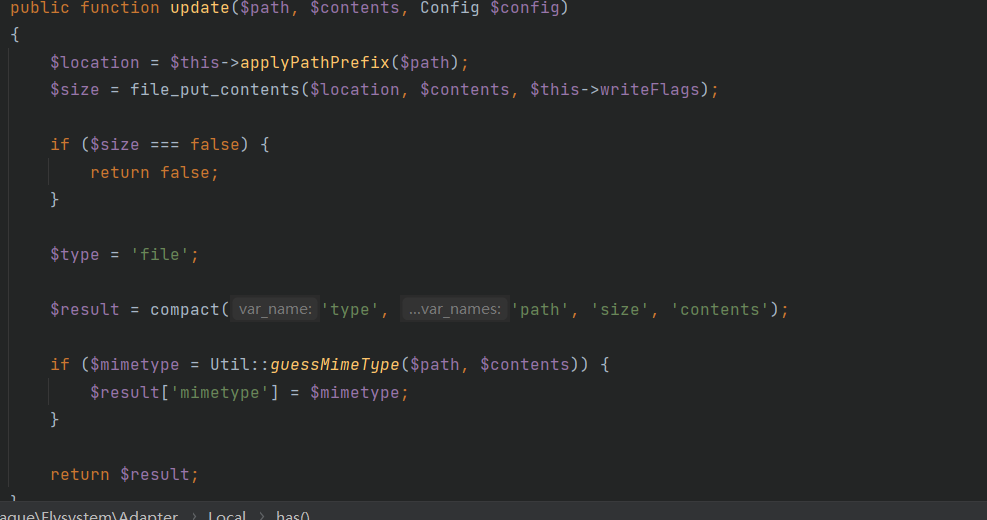 public function update($path, $contents, Config $config)
{
    $location = $this->applyPathPrefix($path);
    $size = file_put_contents($location, $contents, $this->writeFlags);
    if ($size === false) {
        return false;
    }
    $type = 'file';
    $result = compact( var_name: 'type', ...var_names: 'path', 'size', 'contents');
    if ($mimetype = Util::guessMimeType($path, $contents)) {
        $result['mimetype'] = $mimetype;
    }
    return $result;
}
ague\Flysystem\Adapter > Local > has()